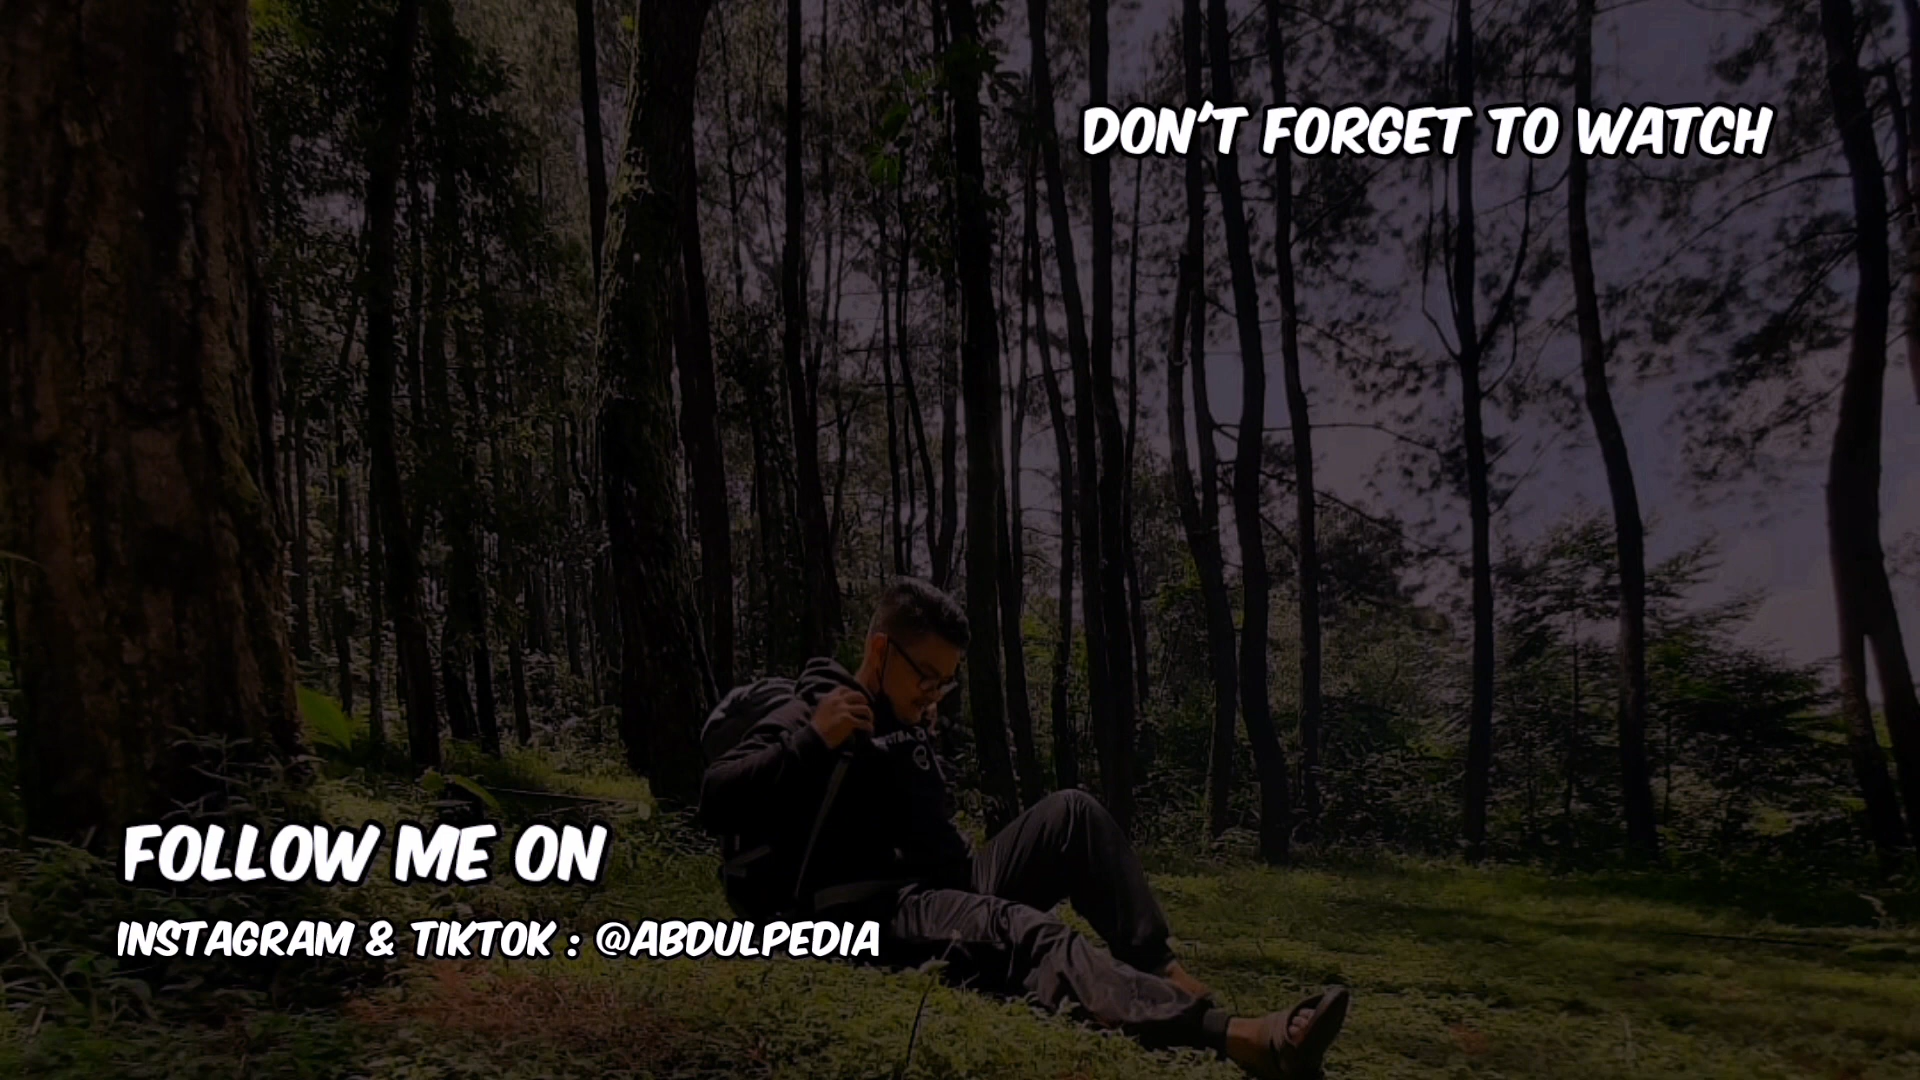 DON'T FORGET TO WATCH
FOLLOW ME ON
INSTAGRAM & TIKTOK : @ABDULPEDIA